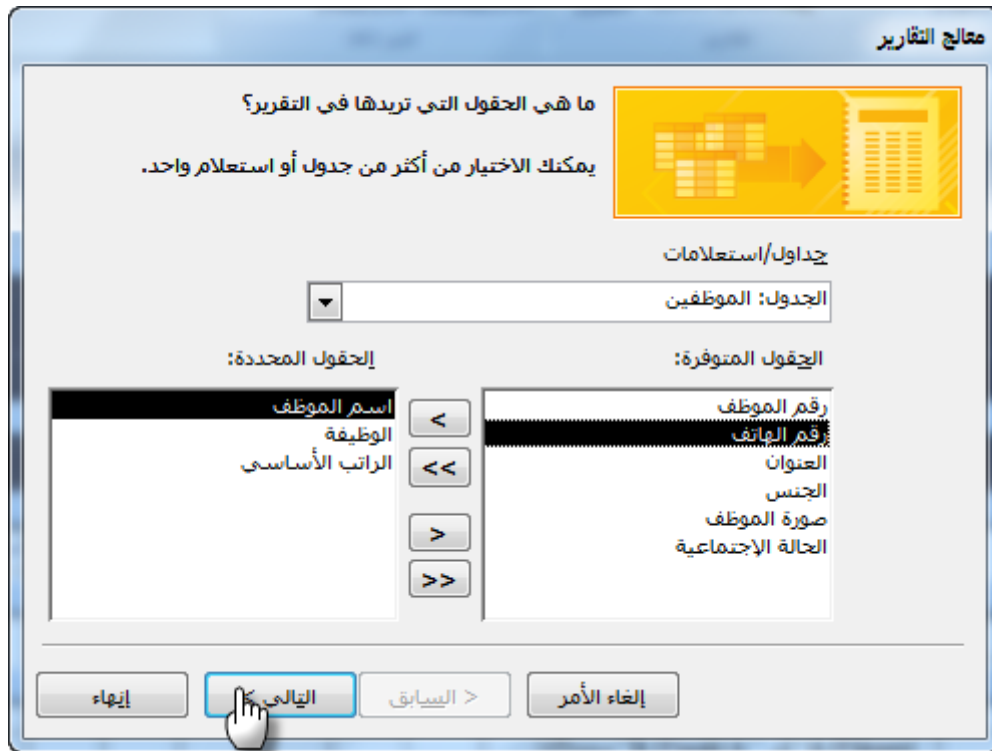 معالج التقارير
ما هي الحقول التي تريدها في التقرير؟
يمكنك الاختيار من أكثر من جدول أو استعلام واحد.
جداول/استعلامات
الجدول: الموظفين
الحقول المتوفرة:
رقم الموظف
رقم الهاتف
العنوان
الجنس
صورة الموظف
الحالة الإجتماعية
<
<<
>
>>
الحقول المحددة:
اسم الموظف
الوظيفة
الراتب الأساسي
إلغاء الأمر
< السابق
التالي >
إنهاء